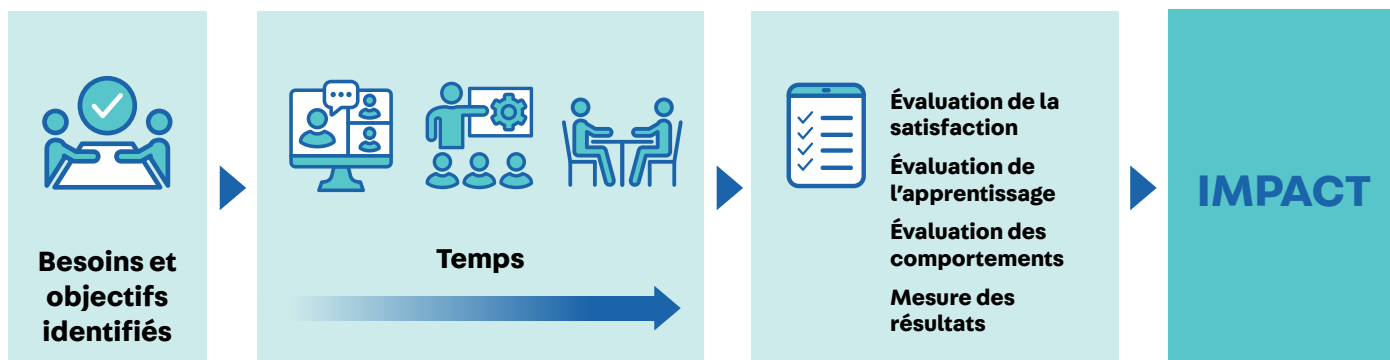 Besoins et
objectifs
identifiés
Temps
Évaluation de la
satisfaction
Évaluation de
l'apprentissage
Évaluation des
comportements
Mesure des
résultats
IMPACT